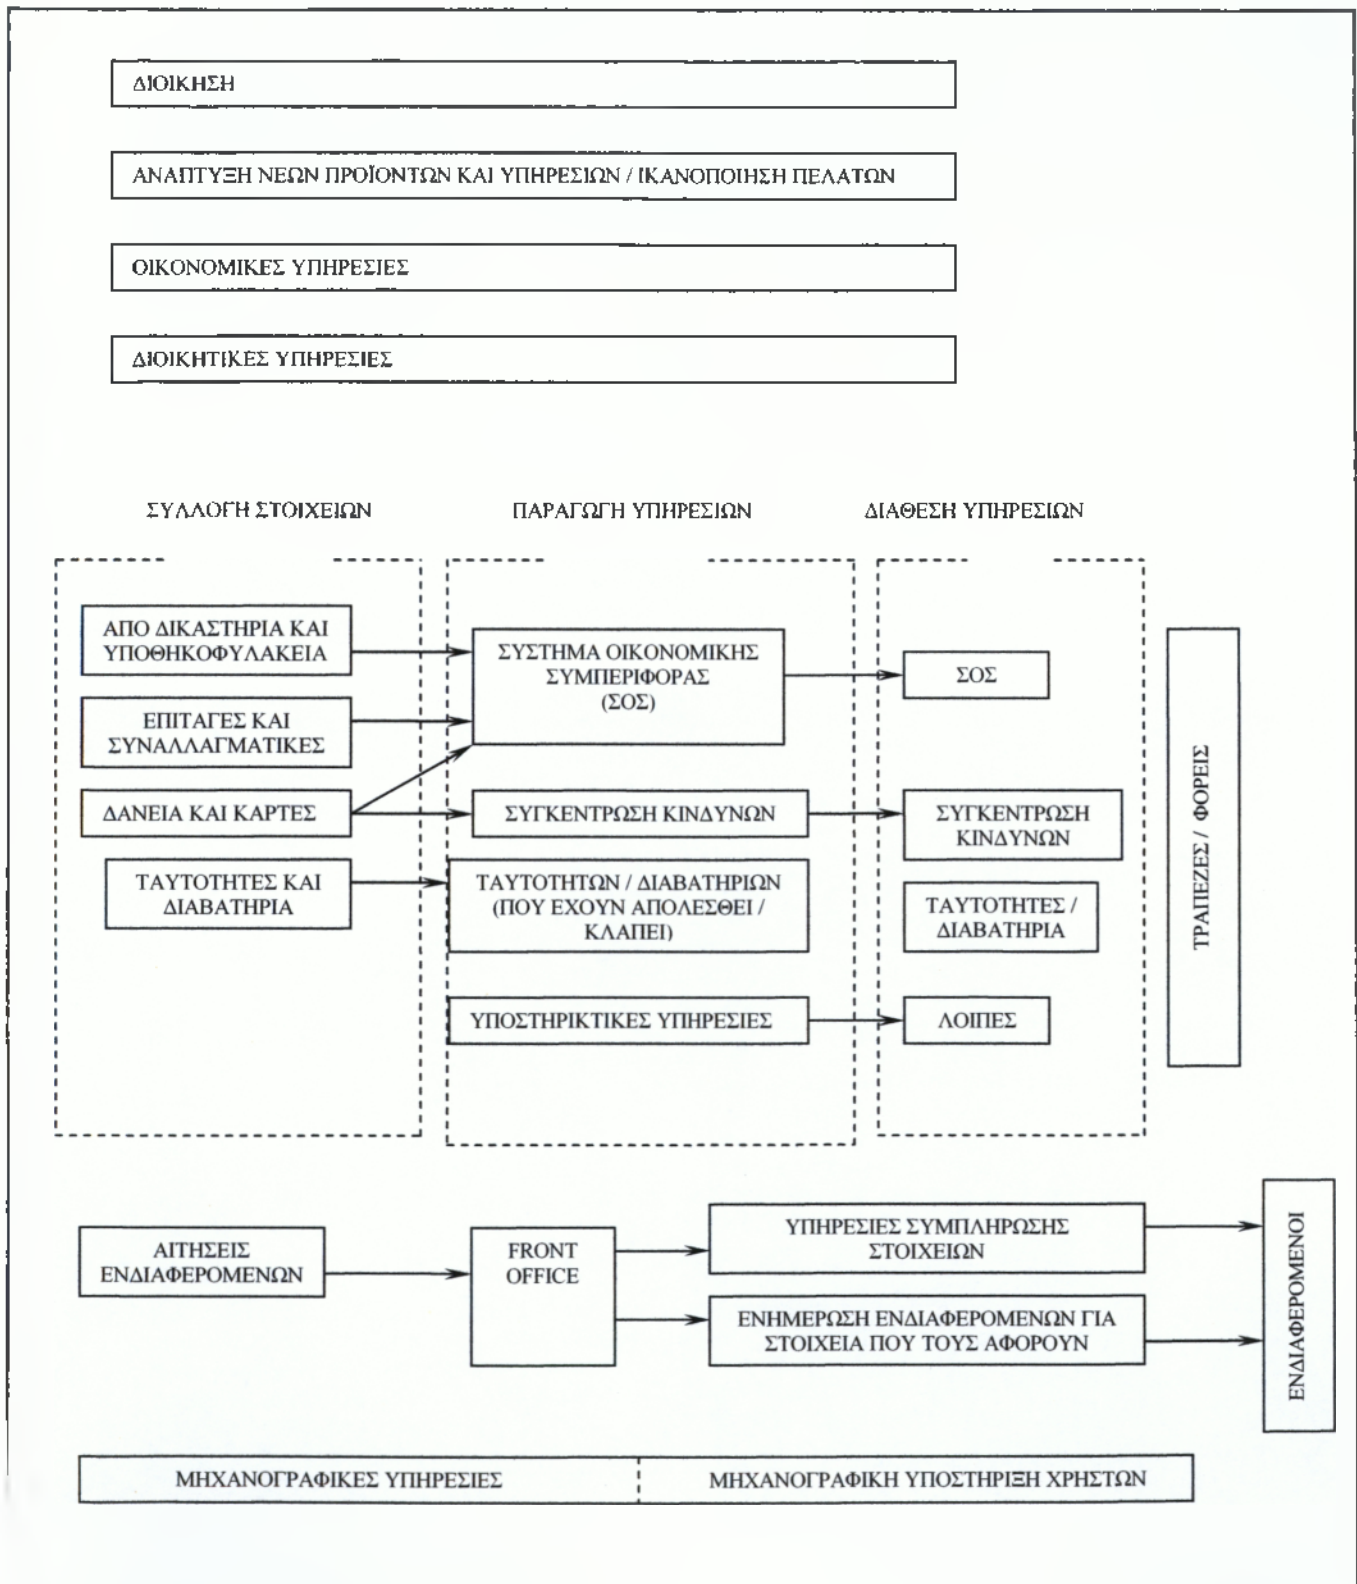 ΔΙΟΙΚΗΣΗ
ΑΝΑΠΤΥΞΗ ΝΕΩΝ ΠΡΟΪΟΝΤΩΝ ΚΑΙ ΥΠΗΡΕΣΙΩΝ / ΙΚΑΝΟΠΟΙΗΣΗ ΠΕΛΑΤΩΝ
ΟΙΚΟΝΟΜΙΚΕΣ ΥΠΗΡΕΣΙΕΣ
ΔΙΟΙΚΗΤΙΚΕΣ ΥΠΗΡΕΣΙΕΣ
ΣΥΛΛΟΓΗ ΣΤΟΙΧΕΙΩΝ
ΑΠΟ ΔΙΚΑΣΤΗΡΙΑ ΚΑΙ
ΥΠΟΘΗΚΟΦΥΛΑΚΕΙΑ
ΕΠΙΤΑΓΕΣ ΚΑΙ
ΣΥΝΑΛΛΑΓΜΑΤΙΚΕΣ
ΔΑΝΕΙΑ ΚΑΙ ΚΑΡΤΕΣ
ΤΑΥΤΟΤΗΤΕΣ ΚΑΙ
ΔΙΑΒΑΤΗΡΙΑ
ΠΑΡΑΓΩΓΗ ΥΠΗΡΕΣΙΩΝ
ΣΥΣΤΗΜΑ ΟΙΚΟΝΟΜΙΚΗΣ
ΣΥΜΠΕΡΙΦΟΡΑΣ
(ΣΟΣ)
ΣΥΓΚΕΝΤΡΩΣΗ ΚΙΝΔΥΝΩΝ
ΤΑΥΤΟΤΗΤΩΝ / ΔΙΑΒΑΤΗΡΙΩΝ
(ΠΟΥ ΕΧΟΥΝ ΑΠΟΛΕΣΘΕΙ /
ΚΛΑΠΕΙ)
ΥΠΟΣΤΗΡΙΚΤΙΚΕΣ ΥΠΗΡΕΣΙΕΣ
ΔΙΑΘΕΣΗ ΥΠΗΡΕΣΙΩΝ
ΣΟΣ
ΣΥΓΚΕΝΤΡΩΣΗ
ΚΙΝΔΥΝΩΝ
ΤΑΥΤΟΤΗΤΕΣ /
ΔΙΑΒΑΤΗΡΙΑ
ΛΟΙΠΕΣ
ΤΡΑΠΕΖΕΣ / ΦΟΡΕΙΣ
ΑΙΤΗΣΕΙΣ
ΕΝΔΙΑΦΕΡΟΜΕΝΩΝ
FRONT
OFFICE
ΥΠΗΡΕΣΙΕΣ ΣΥΜΠΛΗΡΩΣΗΣ
ΣΤΟΙΧΕΙΩΝ
ΕΝΗΜΕΡΩΣΗ ΕΝΔΙΑΦΕΡΟΜΕΝΩΝ ΓΙΑ
ΣΤΟΙΧΕΙΑ ΠΟΥ ΤΟΥΣ ΑΦΟΡΟΥΝ
ΕΝΔΙΑΦΕΡΟΜΕΝΟΙ
ΜΗΧΑΝΟΓΡΑΦΙΚΕΣ ΥΠΗΡΕΣΙΕΣ
ΜΗΧΑΝΟΓΡΑΦΙΚΗ ΥΠΟΣΤΗΡΙΞΗ ΧΡΗΣΤΩΝ